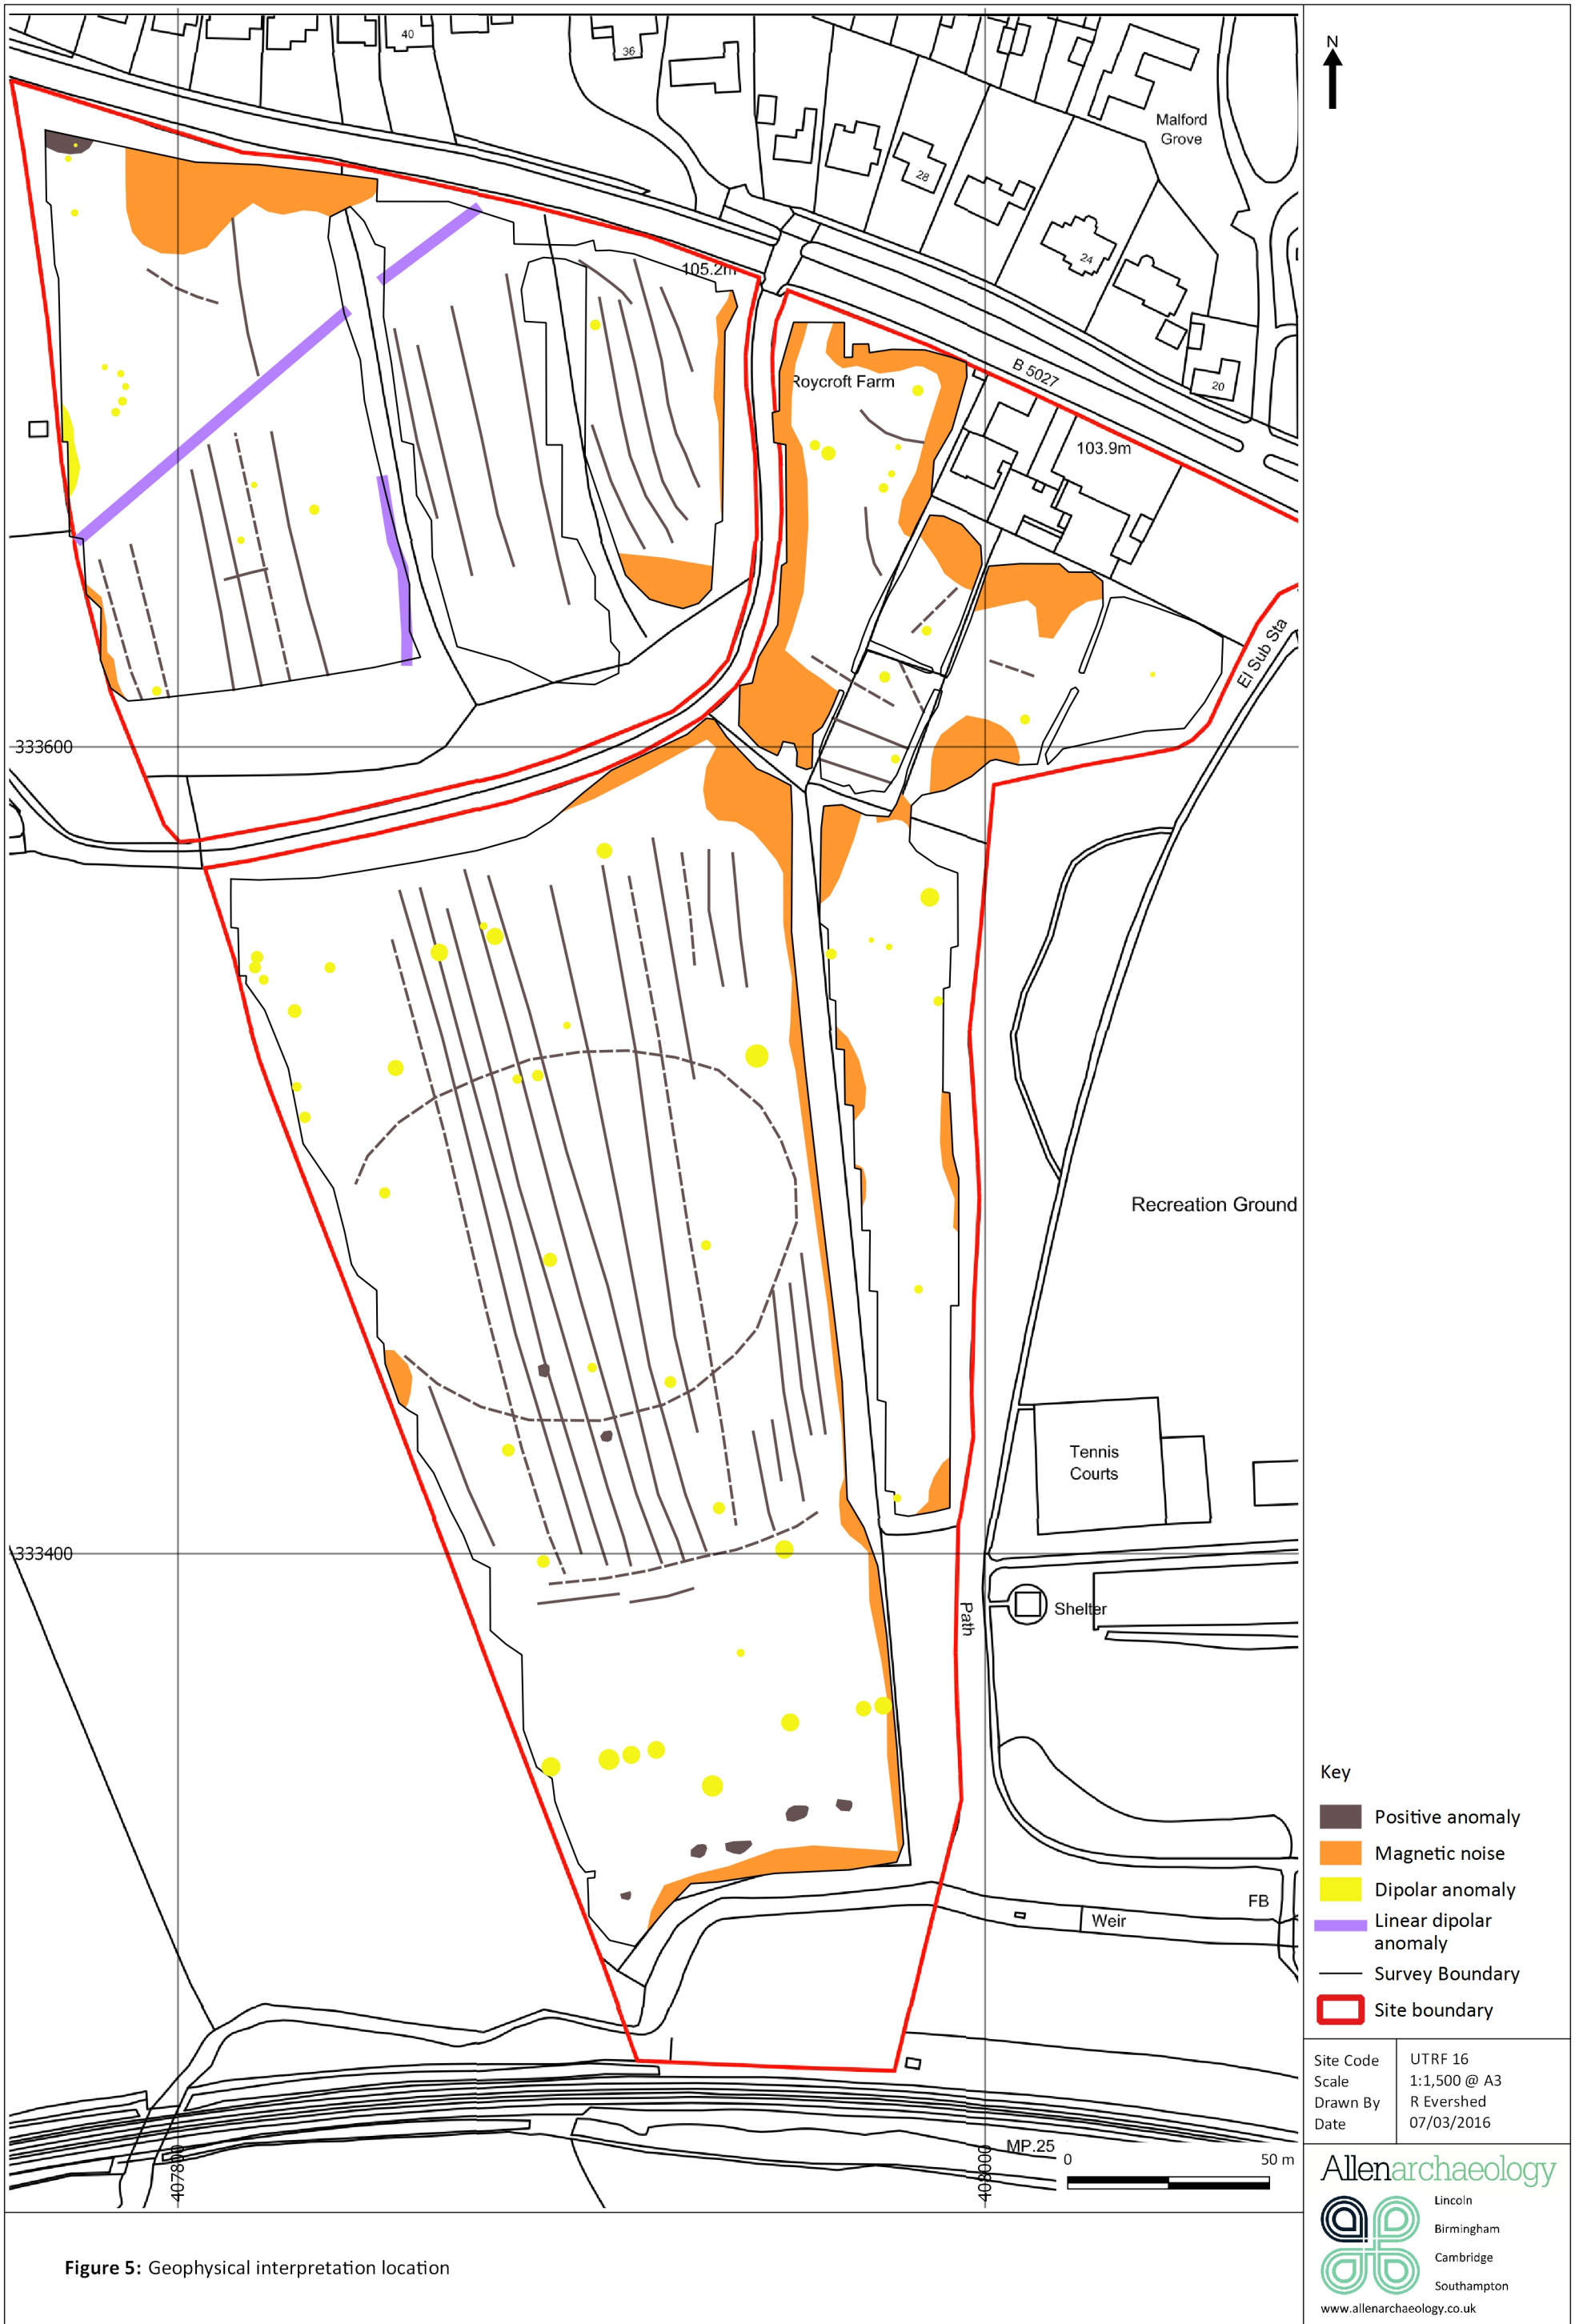 40
36
N
Malford
Grove
28
24
105.2m
20
B 5027
Roycroft Farm
103.9m
El Sub Sta
333600
Recreation Ground
Tennis
Courts
333400
Path
Shelter
FB
Weir
MP.25
407800
408000
0 50 m
Key
Positive anomaly
Magnetic noise
Dipolar anomaly
Linear dipolar
anomaly
Survey Boundary
Site boundary
Site Code UTRF 16
Scale 1:1,500 @ A3
Drawn By R Evershed
Date 07/03/2016
Allenarchaeology
Lincoln
Birmingham
Cambridge
Southampton
www.allenarchaeology.co.uk
Figure 5: Geophysical interpretation location